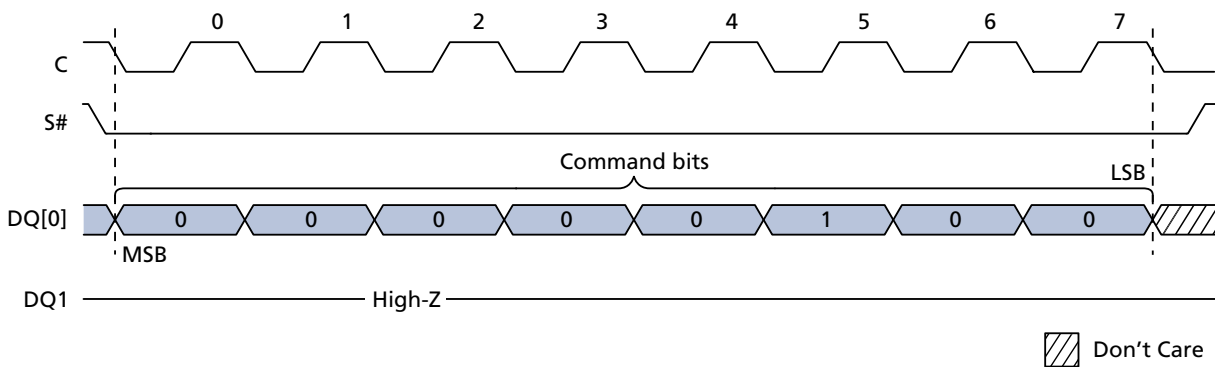 0 1 2 3 4 5 6 7
C
S#
Command bits
LSB
DQ[0] 0 0 0 0 0 1 0 0
MSB
DQ1 High-Z
Don't Care